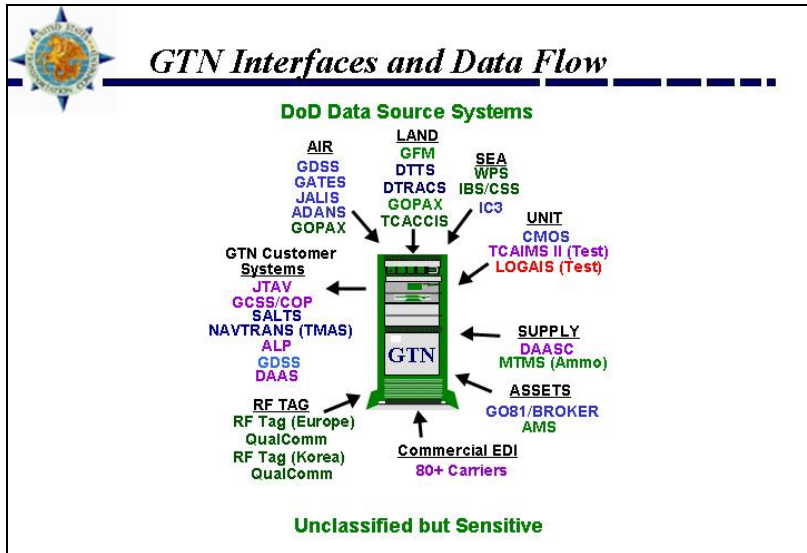 GTN Interfaces and Data Flow
DoD Data Source Systems
AIR
GDSS
GATES
JALIS
ADANS
GOPAX
LAND
GFM
DTTS
DTRACS
GOPAX
TCACCIS
SEA
WPS
IBS/CSS
IC3
UNIT
CMOS
TCAIMS II (Test)
LOGAIS (Test)
GTN Customer
Systems
JTAV
GCSS/COP
SALTS
NAVTRANS (TMAS)
ALP
GDSS
DAAS
GTN
SUPPLY
DAASC
MTMS (Ammo)
ASSETS
GO81/BROKER
AMS
RF TAG
RF Tag (Europe)
QualComm
RF Tag (Korea)
QualComm
Commercial EDI
80+ Carriers
Unclassified but Sensitive